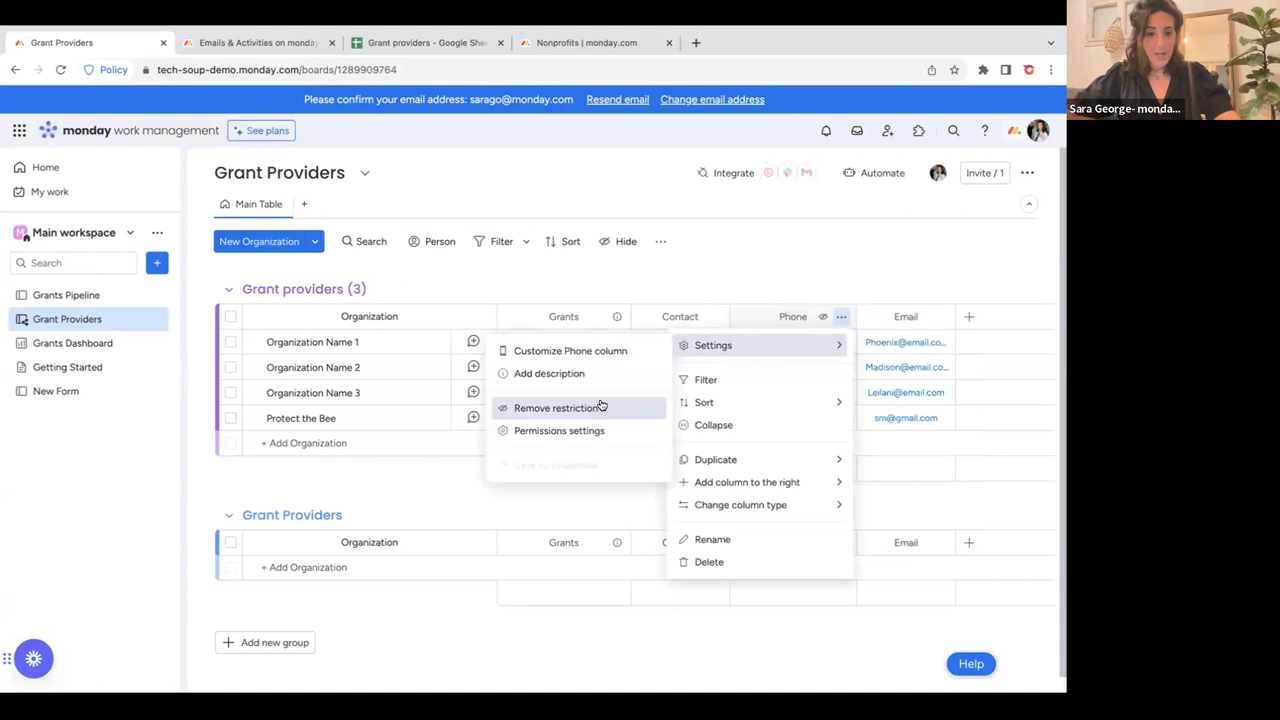 Grant Providers
Emails & Activities on monday
Grant providers - Google She
Nonprofits | monday.com
Policy
tech-soup-demo.monday.com/boards/1289909764
Please confirm your email address: sarago@monday.com Resend email Change email address
monday work management
See plans
Home
My work
Main workspace
Search
Grants Pipeline
Grant Providers
Grants Dashboard
Getting Started
New Form
Grant Providers
Integrate
Automate
Invite / 1
Main Table
New Organization
Search
Person
Filter
Sort
Hide
Grant providers (3)
Organization Grants Contact Phone Email
Organization Name 1 Phoenix@email.co...
Organization Name 2 Madison@email.co...
Organization Name 3 Leilani@email.com
Protect the Bee sm@gmail.com
+ Add Organization
Customize Phone column
Add description
Remove restriction
Permissions settings
Settings
Filter
Sort
Collapse
Duplicate
Add column to the right
Change column type
Rename
Delete
Grant Providers
Organization Grants Email
+ Add Organization
Add new group
Help
Sara George- monda...